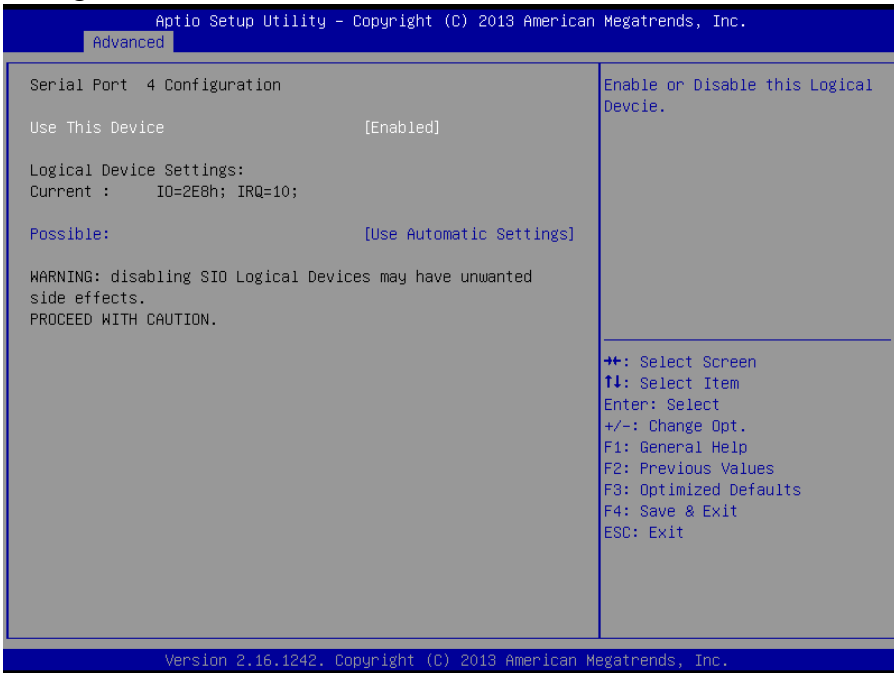 Aptio Setup Utility – Copyright (C) 2013 American Megatrends, Inc.
Advanced
Serial Port 4 Configuration
Use This Device [Enabled]
Logical Device Settings:
Current : IO=2E8h; IRQ=10;
Possible: [Use Automatic Settings]
WARNING: disabling SIO Logical Devices may have unwanted
side effects.
PROCEED WITH CAUTION.
Enable or Disable this Logical
Devcie.
→←: Select Screen
↑↓: Select Item
Enter: Select
+/-: Change Opt.
F1: General Help
F2: Previous Values
F3: Optimized Defaults
F4: Save & Exit
ESC: Exit
Version 2.16.1242. Copyright (C) 2013 American Megatrends, Inc.